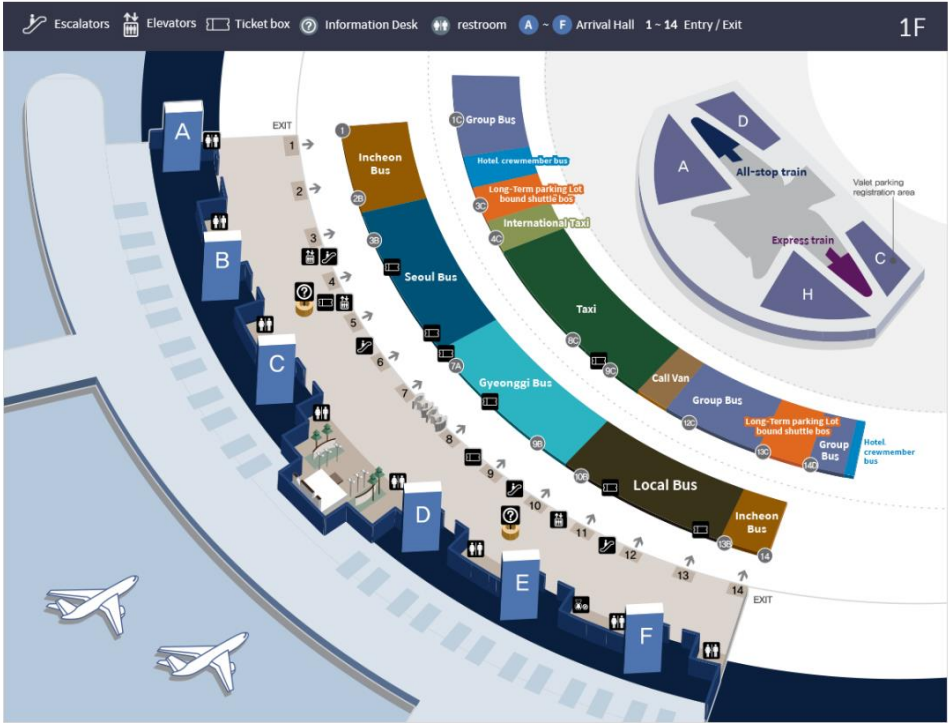 Escalators
Elevators
Ticket box
Information Desk
restroom
A ~ F Arrival Hall
1 ~ 14 Entry / Exit
1F
A
B
C
D
E
F
EXIT
1
2
3
4
5
6
7
8
9
10
11
12
13
14
EXIT
1
Incheon
Bus
2B
3B
Seoul Bus
7A
Gyeonggi Bus
9B
10B
Local Bus
13B
Incheon
Bus
14
1C
Group Bus
Hotel. crewmember bus
Long-Term parking Lot
bound shuttle bos
3C
International Taxi
4C
Taxi
8C
9C
Call Van
Group Bus
12C
Long-Term parking Lot
bound shuttle bos
13C
14D
Group
Bus
Hotel.
crewmember
bus
D
A
All-stop train
Valet parking
registration area
Express train
C
H